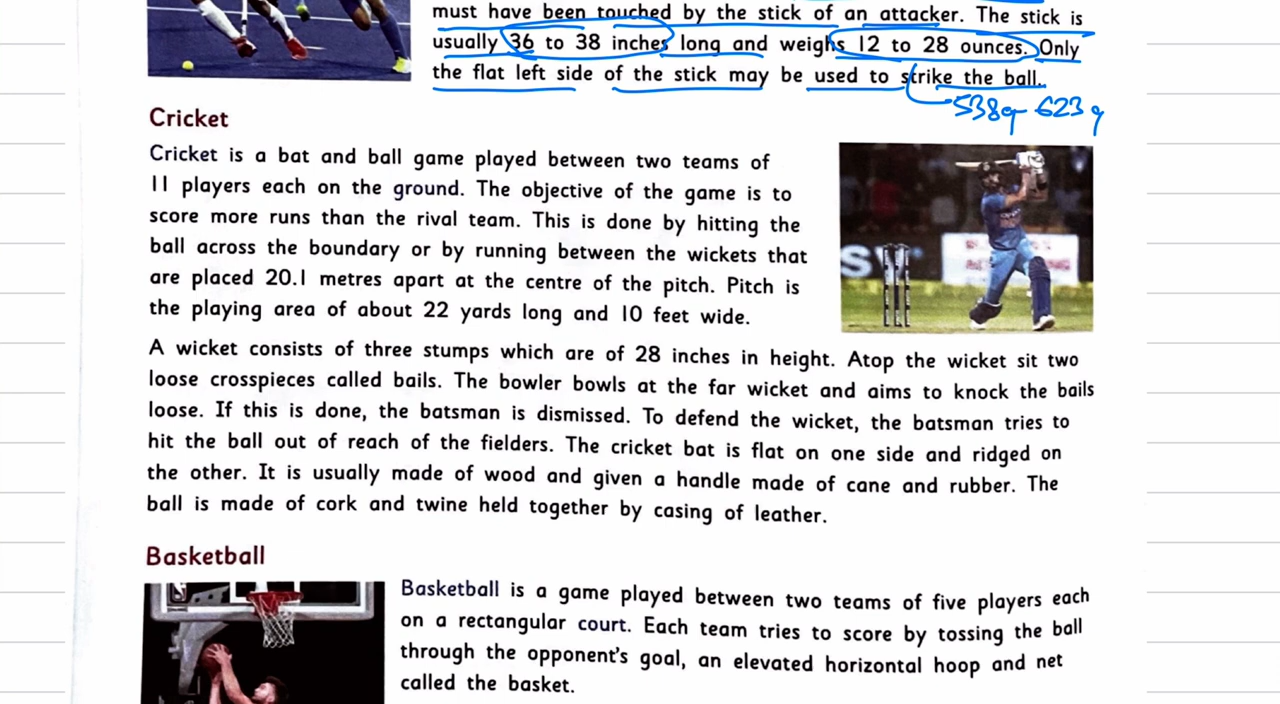 must have been touched by the stick of an attacker. The stick is
usually 36 to 38 inches long and weighs 12 to 28 ounces. Only
the flat left side of the stick may be used to strike the ball.
538g 623g
Cricket
Cricket is a bat and ball game played between two teams of
11 players each on the ground. The objective of the game is to
score more runs than the rival team. This is done by hitting the
ball across the boundary or by running between the wickets that
are placed 20.1 metres apart at the centre of the pitch. Pitch is
the playing area of about 22 yards long and 10 feet wide.
A wicket consists of three stumps which are of 28 inches in height. Atop the wicket sit two
loose crosspieces called bails. The bowler bowls at the far wicket and aims to knock the bails
loose. If this is done, the batsman is dismissed. To defend the wicket, the batsman tries to
hit the ball out of reach of the fielders. The cricket bat is flat on one side and ridged on
the other. It is usually made of wood and given a handle made of cane and rubber. The
ball is made of cork and twine held together by casing of leather.
Basketball
Basketball is a game played between two teams of five players each
on a rectangular court. Each team tries to score by tossing the ball
through the opponent's goal, an elevated horizontal hoop and net
called the basket.